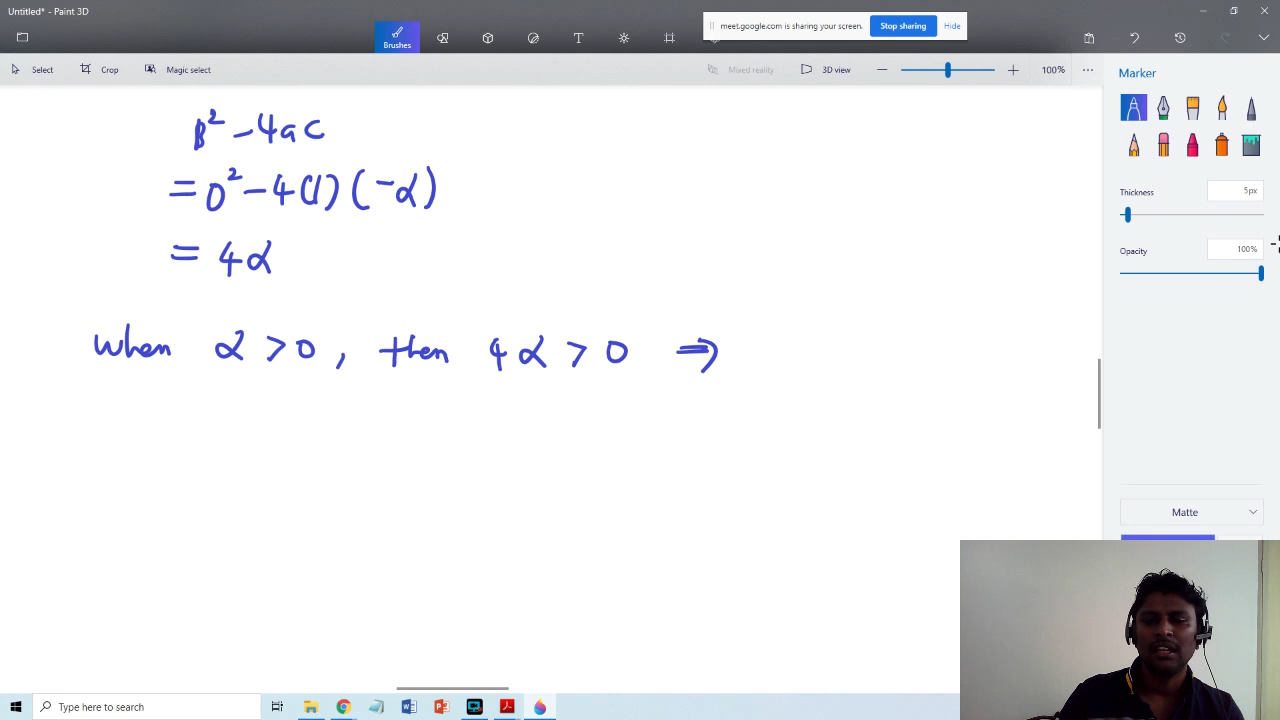 Untitled* - Paint 3D
meet.google.com is sharing your screen. Stop sharing Hide
Brushes
Select Crop Magic select Mixed reality 3D view 100%
Marker
Thickness 5px
Opacity 100%
Matte
B² - 4ac
= 0² - 4(1)(-α)
= 4α
when α > 0, then 4α > 0 ⇒
Type here to search